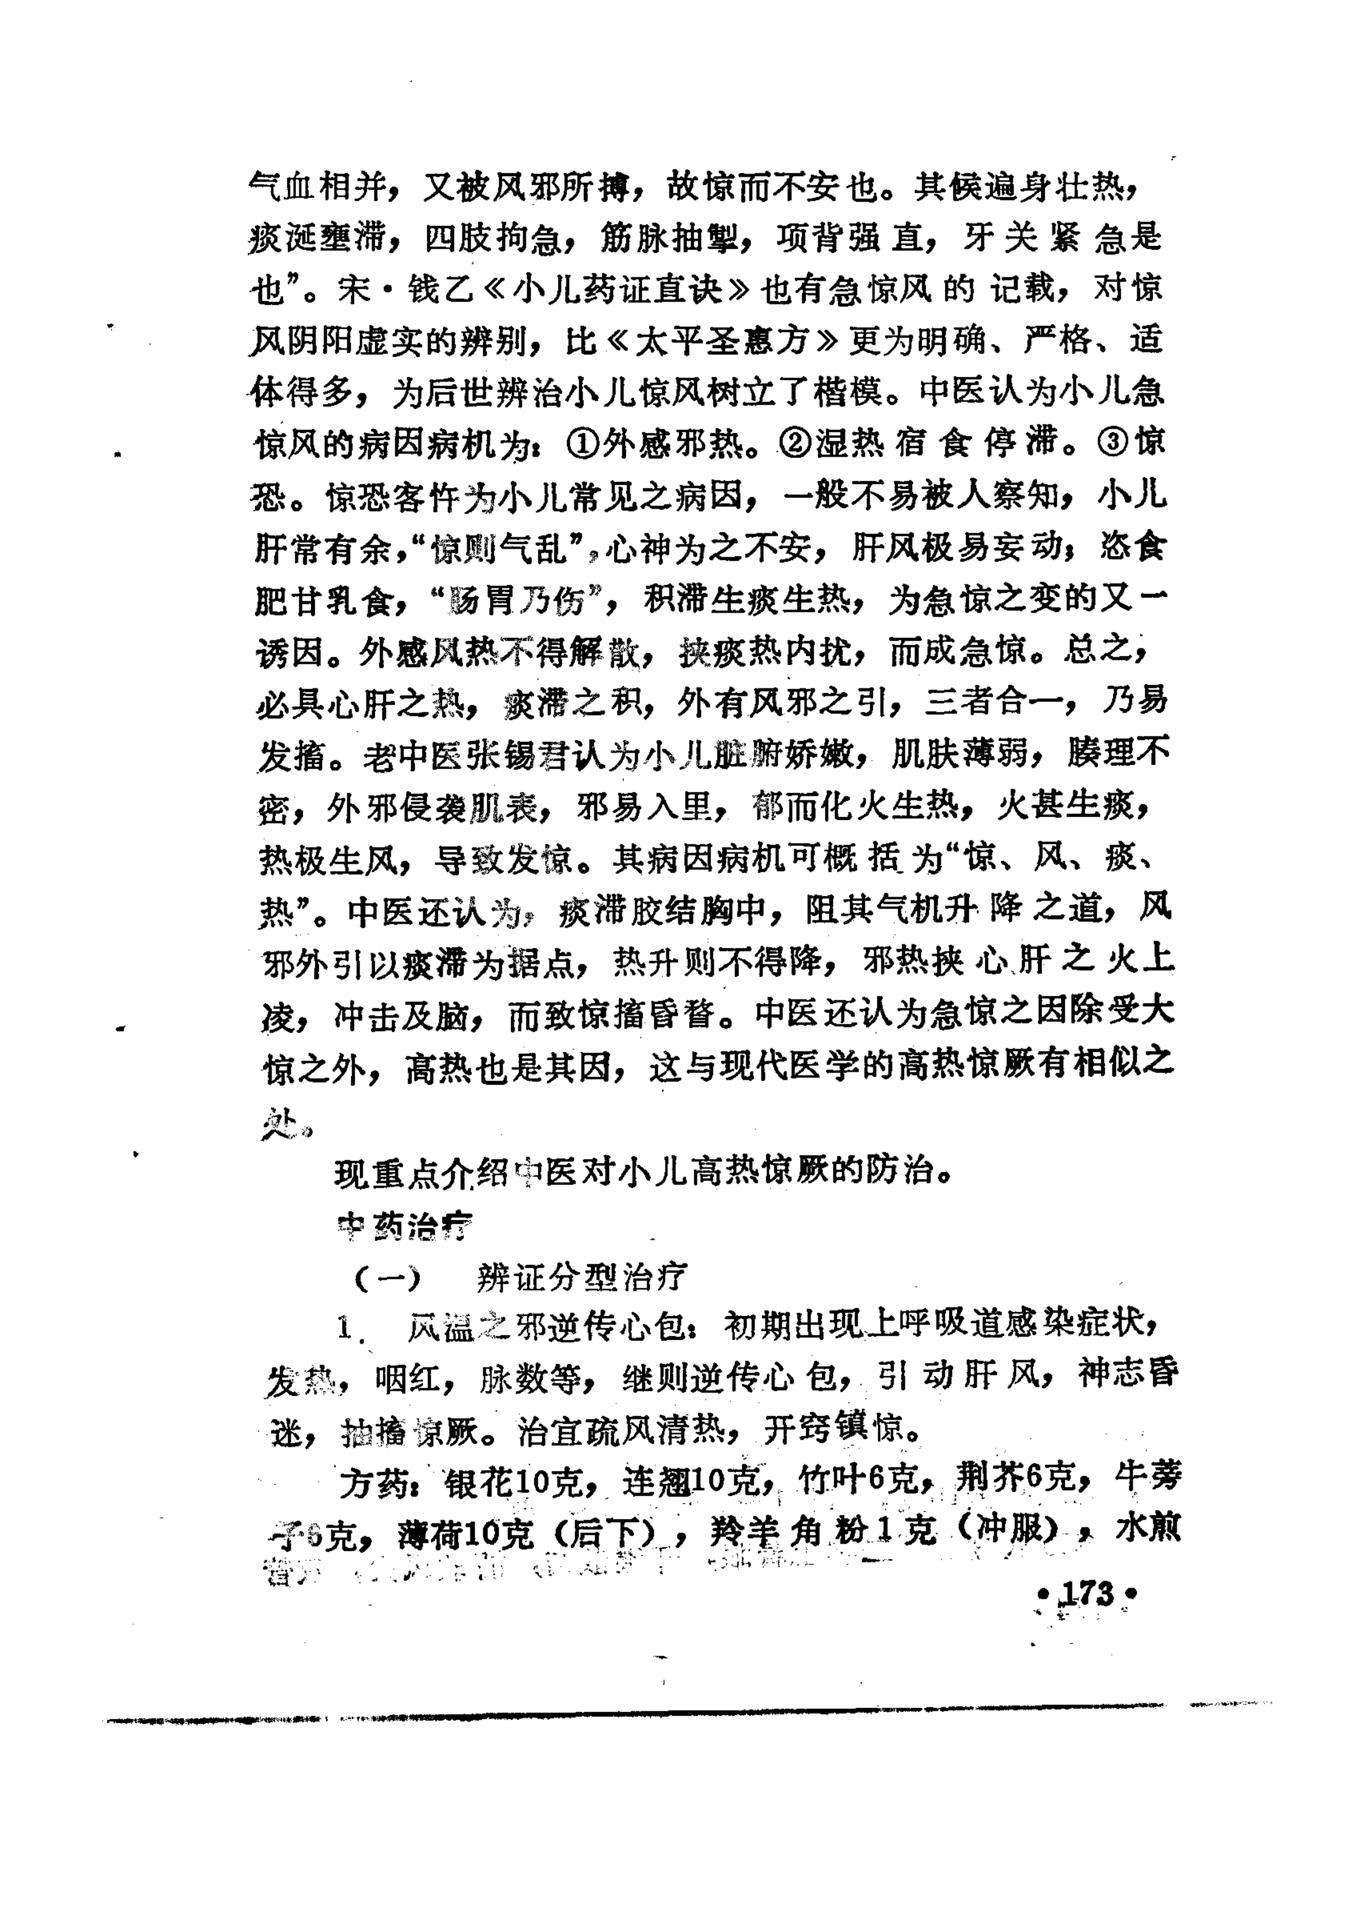 气血相并，又被风邪所搏，故惊而不安也。其候遍身壮热，
痰涎壅滞，四肢拘急，筋脉抽掣，项背强直，牙关紧急是
也”。宋·钱乙《小儿药证直诀》也有急惊风的记载，对惊
风阴阳虚实的辨别，比《太平圣惠方》更为明确、严格、适
体得多，为后世辨治小儿惊风树立了楷模。中医认为小儿急
惊风的病因病机为：①外感邪热。②湿热宿食停滞。③惊
恐。惊恐客忤为小儿常见之病因，一般不易被人察知，小儿
肝常有余，“惊则气乱”，心神为之不安，肝风极易妄动；恣食
肥甘乳食，“肠胃乃伤”，积滞生痰生热，为急惊之变的又一
诱因。外感风热不得解散，挟痰热内扰，而成急惊。总之，
必具心肝之热，痰滞之积，外有风邪之引，三者合一，乃易
发搐。老中医张锡君认为小儿脏腑娇嫩，肌肤薄弱，腠理不
密，外邪侵袭肌表，邪易入里，郁而化火生热，火甚生痰，
热极生风，导致发惊。其病因病机可概括为“惊、风、痰、
热”。中医还认为，痰滞胶结胸中，阻其气机升降之道，风
邪外引以痰滞为据点，热升则不得降，邪热挟心肝之火上
凌，冲击及脑，而致惊搐昏瞀。中医还认为急惊之因除受大
惊之外，高热也是其因，这与现代医学的高热惊厥有相似之
处。
现重点介绍中医对小儿高热惊厥的防治。
中药治疗
（一） 辨证分型治疗
1． 风温之邪逆传心包：初期出现上呼吸道感染症状，
发热，咽红，脉数等，继则逆传心包，引动肝风，神志昏
迷，抽搐惊厥。治宜疏风清热，开窍镇惊。
方药：银花10克，连翘10克，竹叶6克，荆芥6克，牛蒡
子6克，薄荷10克（后下），羚羊角粉1克（冲服），水煎
•173•